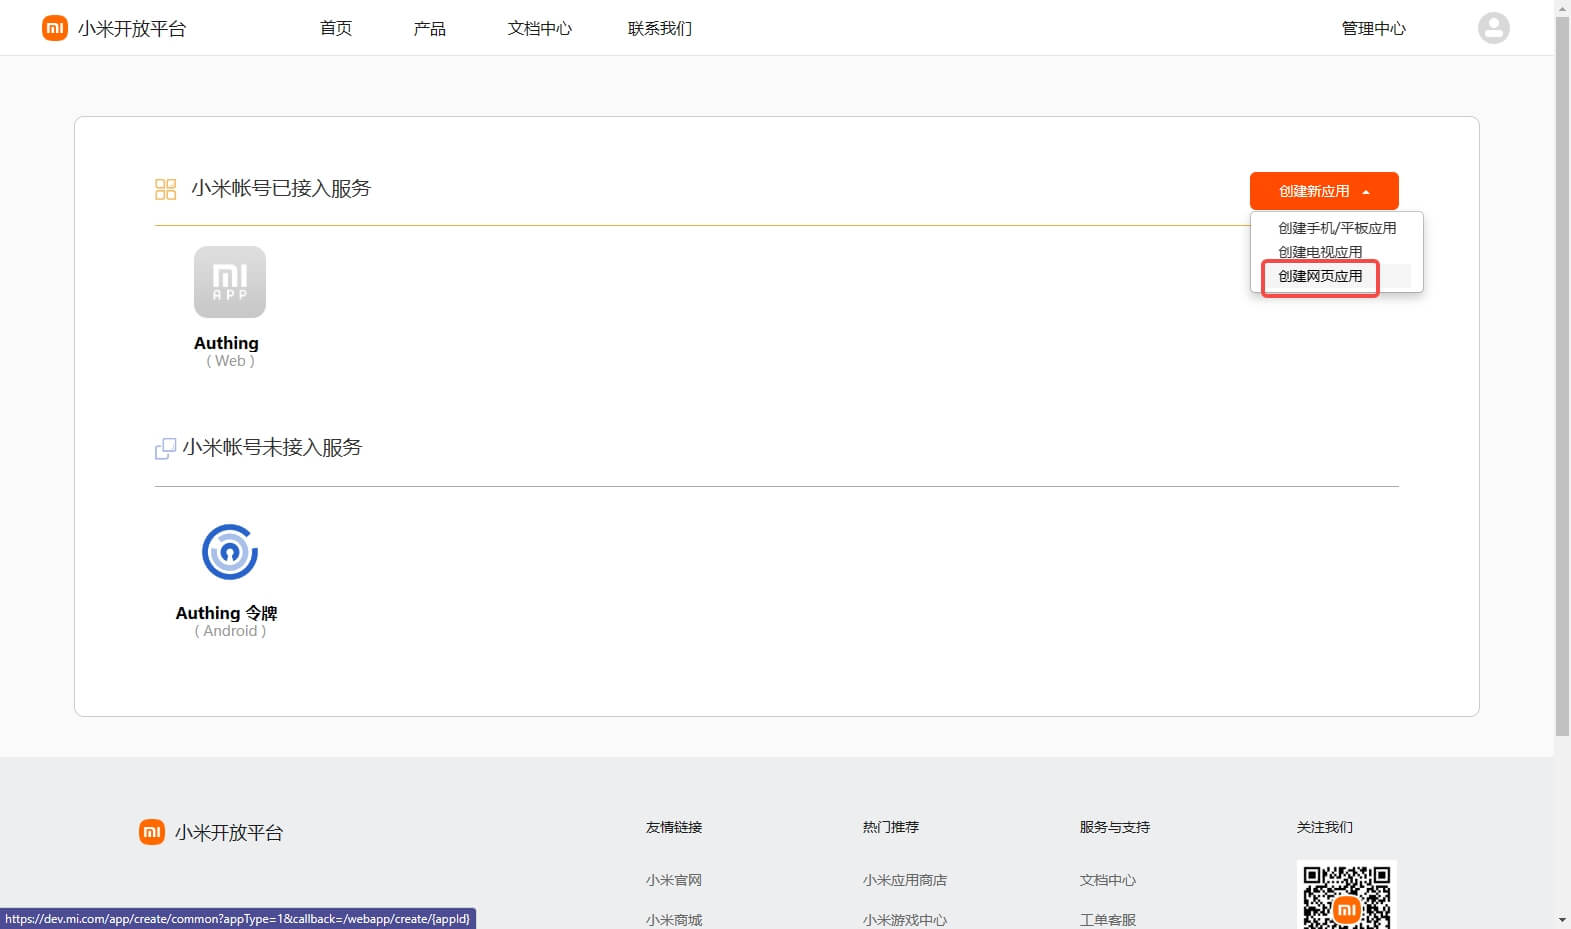 小米开放平台
首页
产品
文档中心
联系我们
管理中心
小米帐号已接入服务
创建新应用
创建手机/平板应用
创建电视应用
创建网页应用
MI
APP
Authing
( Web )
小米帐号未接入服务
Authing 令牌
( Android )
小米开放平台
友情链接
热门推荐
服务与支持
关注我们
小米官网
小米应用商店
文档中心
小米商城
小米游戏中心
工单客服
https://dev.mi.com/app/create/common?appType=1&callback=/webapp/create/{appId}